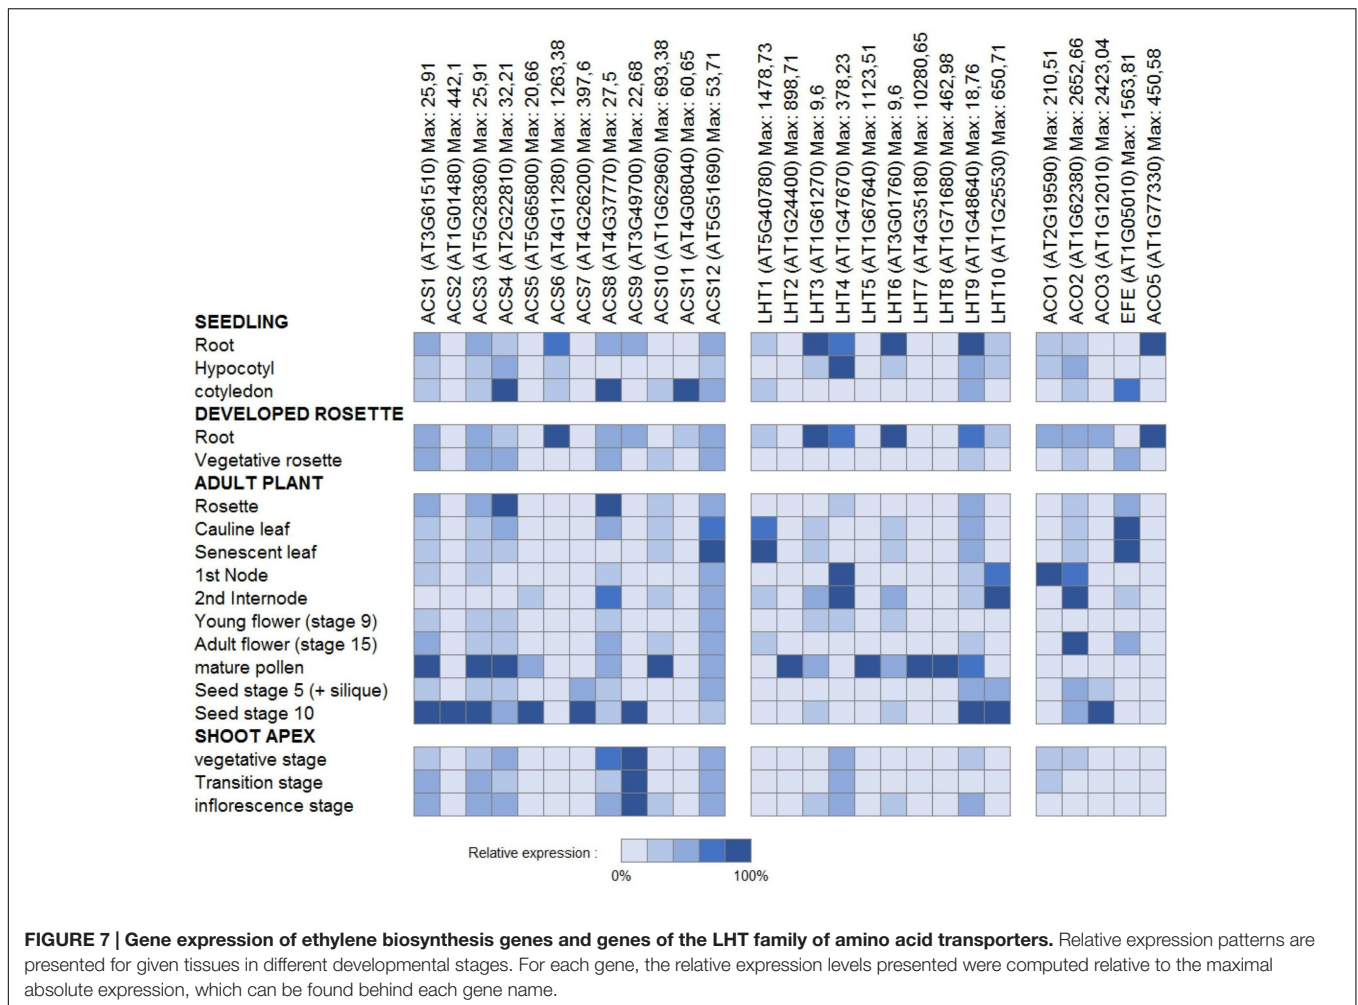 ACS1 (AT3G61510) Max: 25,91
ACS2 (AT1G01480) Max: 442,1
ACS3 (AT5G28360) Max: 25,91
ACS4 (AT2G22810) Max: 32,21
ACS5 (AT5G65800) Max: 20,66
ACS6 (AT4G11280) Max: 1263,38
ACS7 (AT4G26200) Max: 397,6
ACS8 (AT4G37770) Max: 27,5
ACS9 (AT3G49700) Max: 22,68
ACS10 (AT1G62960) Max: 693,38
ACS11 (AT4G08040) Max: 60,65
ACS12 (AT5G51690) Max: 53,71
LHT1 (AT5G40780) Max: 1478,73
LHT2 (AT1G24400) Max: 898,71
LHT3 (AT1G61270) Max: 9,6
LHT4 (AT1G47670) Max: 378,23
LHT5 (AT1G67640) Max: 1123,51
LHT6 (AT3G01760) Max: 9,6
LHT7 (AT4G35180) Max: 10280,65
LHT8 (AT1G71680) Max: 462,98
LHT9 (AT1G48640) Max: 18,76
LHT10 (AT1G25530) Max: 650,71
ACO1 (AT2G19590) Max: 210,51
ACO2 (AT1G62380) Max: 2652,66
ACO3 (AT1G12010) Max: 2423,04
EFE (AT1G05010) Max: 1563,81
ACO5 (AT1G77330) Max: 450,58
SEEDLING
Root
Hypocotyl
cotyledon
DEVELOPED ROSETTE
Root
Vegetative rosette
ADULT PLANT
Rosette
Cauline leaf
Senescent leaf
1st Node
2nd Internode
Young flower (stage 9)
Adult flower (stage 15)
mature pollen
Seed stage 5 (+ silique)
Seed stage 10
SHOOT APEX
vegetative stage
Transition stage
inflorescence stage
Relative expression :
0% 100%
FIGURE 7 | Gene expression of ethylene biosynthesis genes and genes of the LHT family of amino acid transporters. Relative expression patterns are
presented for given tissues in different developmental stages. For each gene, the relative expression levels presented were computed relative to the maximal
absolute expression, which can be found behind each gene name.